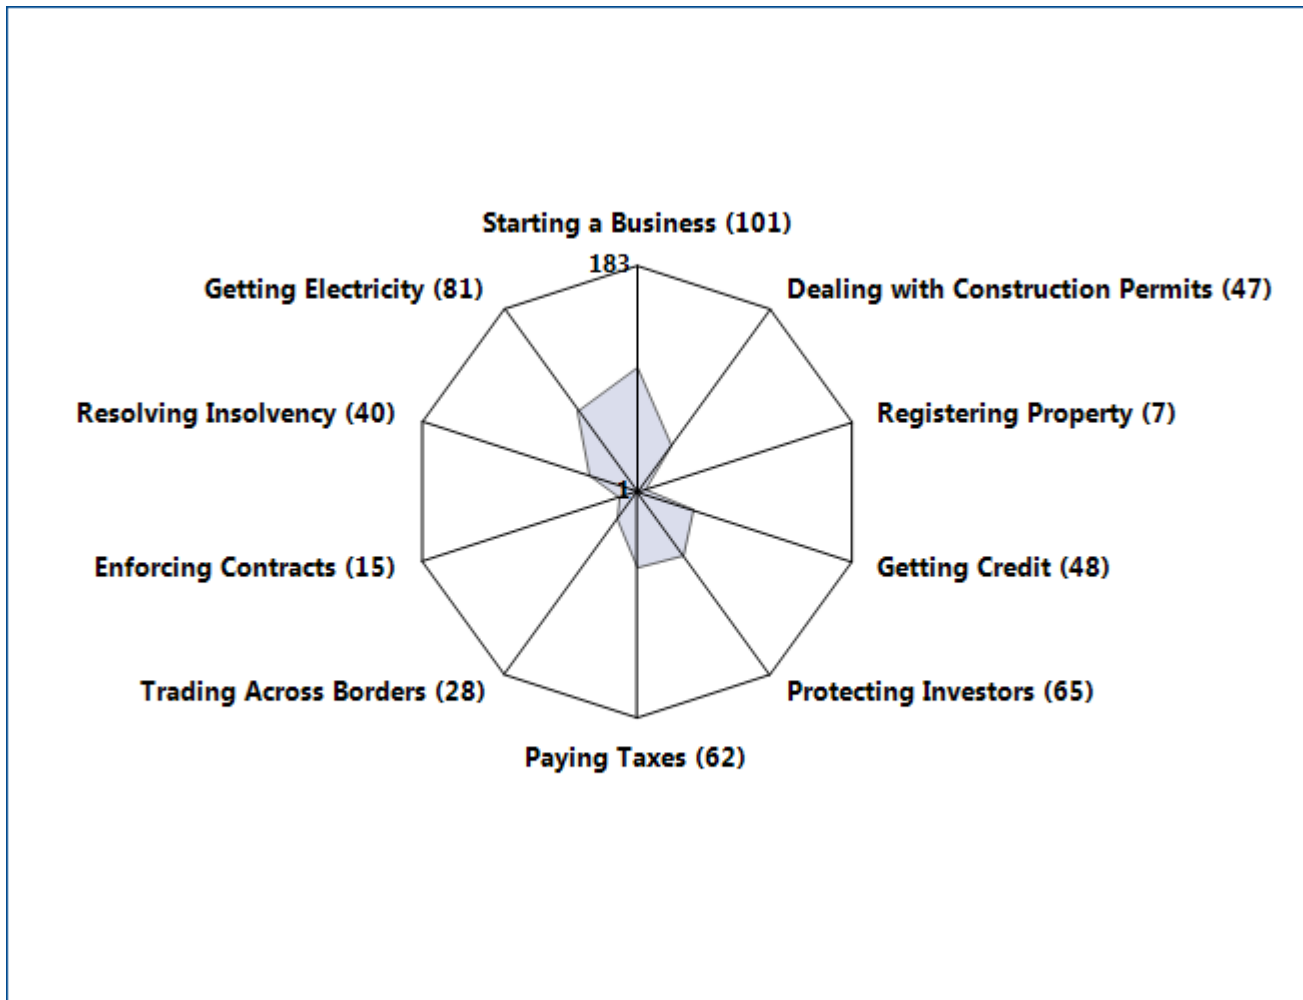 Starting a Business (101)
183
Getting Electricity (81)
Dealing with Construction Permits (47)
Resolving Insolvency (40)
Registering Property (7)
1
Enforcing Contracts (15)
Getting Credit (48)
Trading Across Borders (28)
Protecting Investors (65)
Paying Taxes (62)